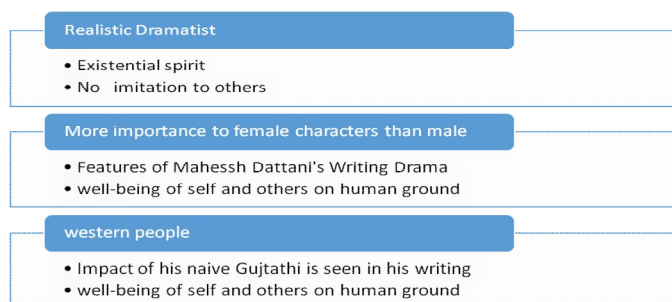 Realistic Dramatist
• Existential spirit
• No imitation to others
More importance to female characters than male
• Features of Mahessh Dattani's Writing Drama
• well-being of self and others on human ground
western people
• Impact of his naive Gujtathi is seen in his writing
• well-being of self and others on human ground